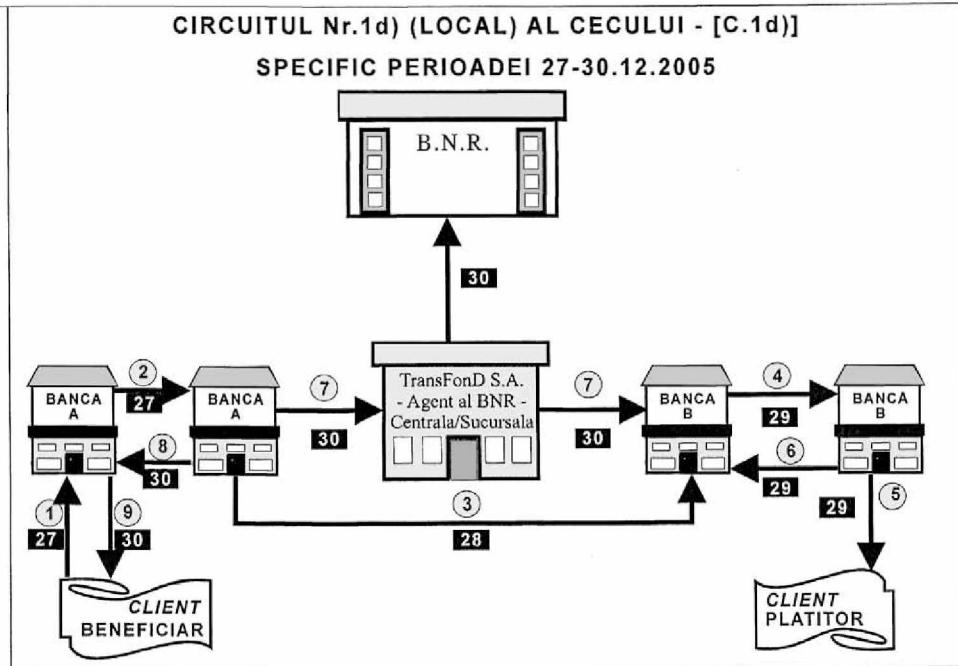 CIRCUITUL Nr.1d) (LOCAL) AL CECULUI - [C.1d)]
SPECIFIC PERIOADEI 27-30.12.2005
B.N.R.
30
2
27
BANCA
A
BANCA
A
7
30
TransFonD S.A.
- Agent al BNR -
Centrala/Sucursala
7
30
BANCA
B
4
29
BANCA
B
8
30
6
29
1
27
9
30
3
28
29
5
CLIENT
BENEFICIAR
CLIENT
PLATITOR